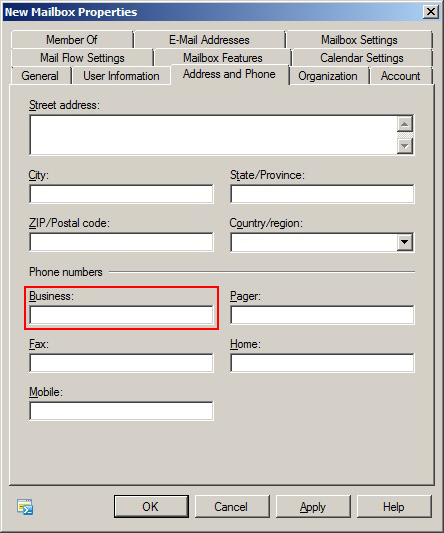 New Mailbox Properties
Member Of E-Mail Addresses Mailbox Settings
Mail Flow Settings Mailbox Features Calendar Settings
General User Information Address and Phone Organization Account
Street address:
City: State/Province:
ZIP/Postal code: Country/region:
Phone numbers
Business: Pager:
Fax: Home:
Mobile:
OK Cancel Apply Help